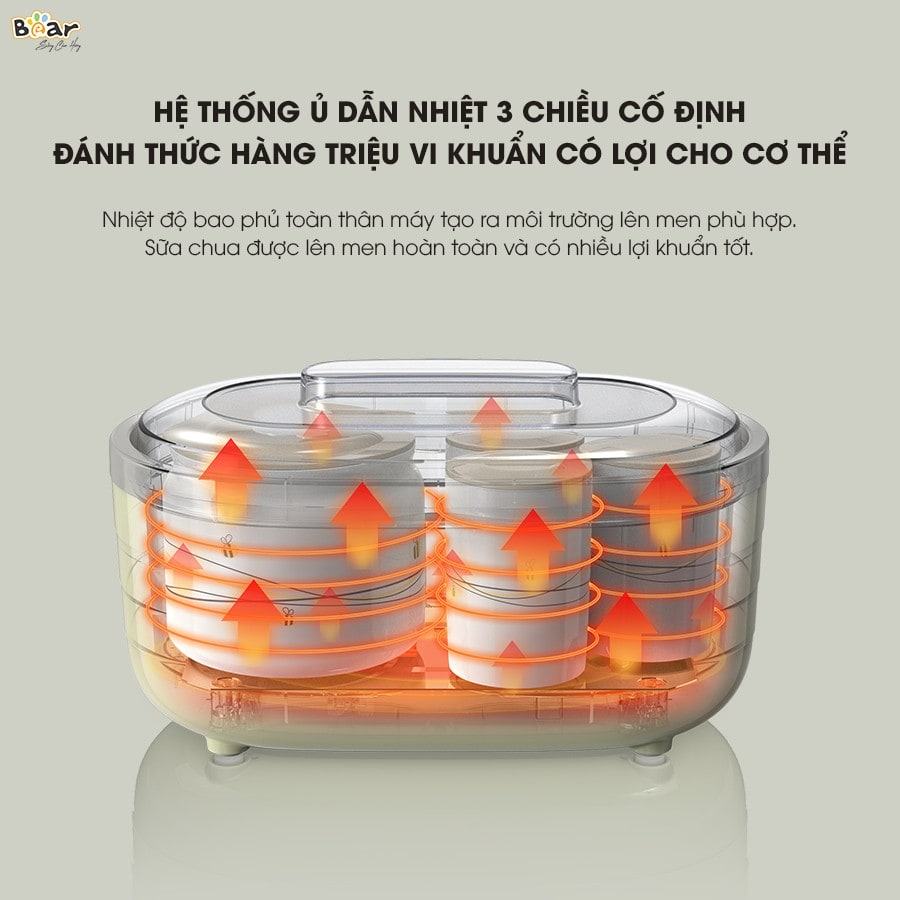 Bear
HỆ THỐNG Ủ DẪN NHIỆT 3 CHIỀU CỐ ĐỊNH
ĐÁNH THỨC HÀNG TRIỆU VI KHUẨN CÓ LỢI CHO CƠ THỂ
Nhiệt độ bao phủ toàn thân máy tạo ra môi trường lên men phù hợp.
Sữa chua được lên men hoàn toàn và có nhiều lợi khuẩn tốt.